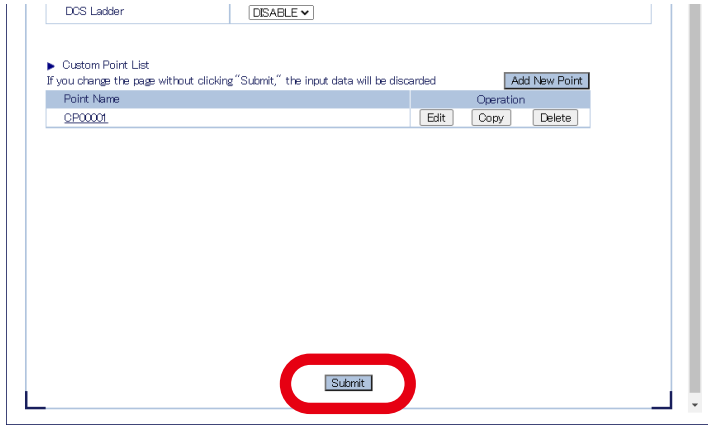 DCS Ladder DISABLE
Custom Point List
If you change the page without clicking "Submit," the input data will be discarded Add New Point
Point Name Operation
CP00001 Edit Copy Delete
Submit